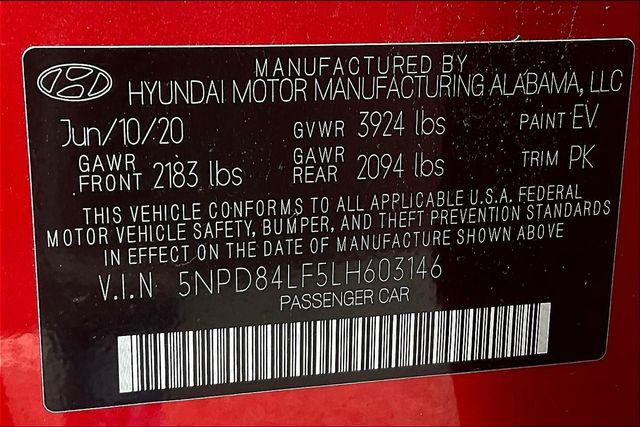 MANUFACTURED BY
HYUNDAI MOTOR MANUFACTURING ALABAMA, LLC
Jun/10/20 GVWR 3924 lbs PAINT EV
GAWR FRONT 2183 lbs GAWR REAR 2094 lbs TRIM PK
THIS VEHICLE CONFORMS TO ALL APPLICABLE U.S.A. FEDERAL
MOTOR VEHICLE SAFETY, BUMPER, AND THEFT PREVENTION STANDARDS
IN EFFECT ON THE DATE OF MANUFACTURE SHOWN ABOVE
V.I.N 5NPD84LF5LH603146
PASSENGER CAR